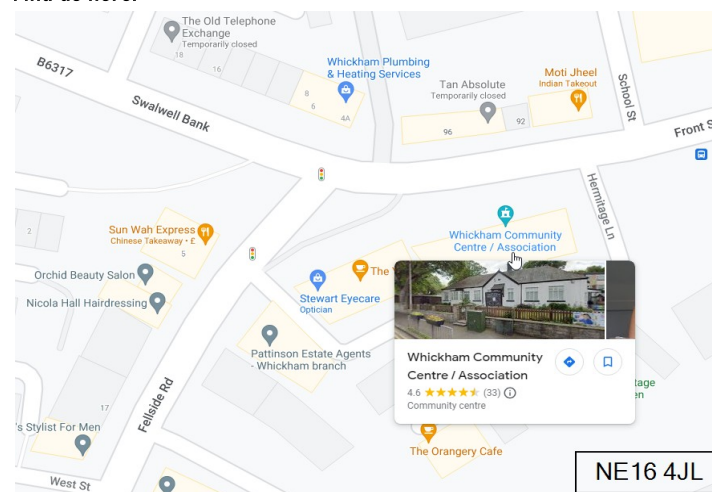 The Old Telephone
Exchange
Temporarily closed
18
16
B6317
Swalwell Bank
Whickham Plumbing
& Heating Services
8
6
4A
Tan Absolute
Temporarily closed
96
92
Moti Jheel
Indian Takeout
School St
Front S
Hermitage Ln
2
Sun Wah Express
Chinese Takeaway • £
5
Whickham Community
Centre / Association
The
Orchid Beauty Salon
Stewart Eyecare
Optician
Nicola Hall Hairdressing
Pattinson Estate Agents
- Whickham branch
Whickham Community
Centre / Association
4.6
(33)
Community centre
17
Fellside Rd
's Stylist For Men
The Orangery Cafe
West St
NE16 4JL